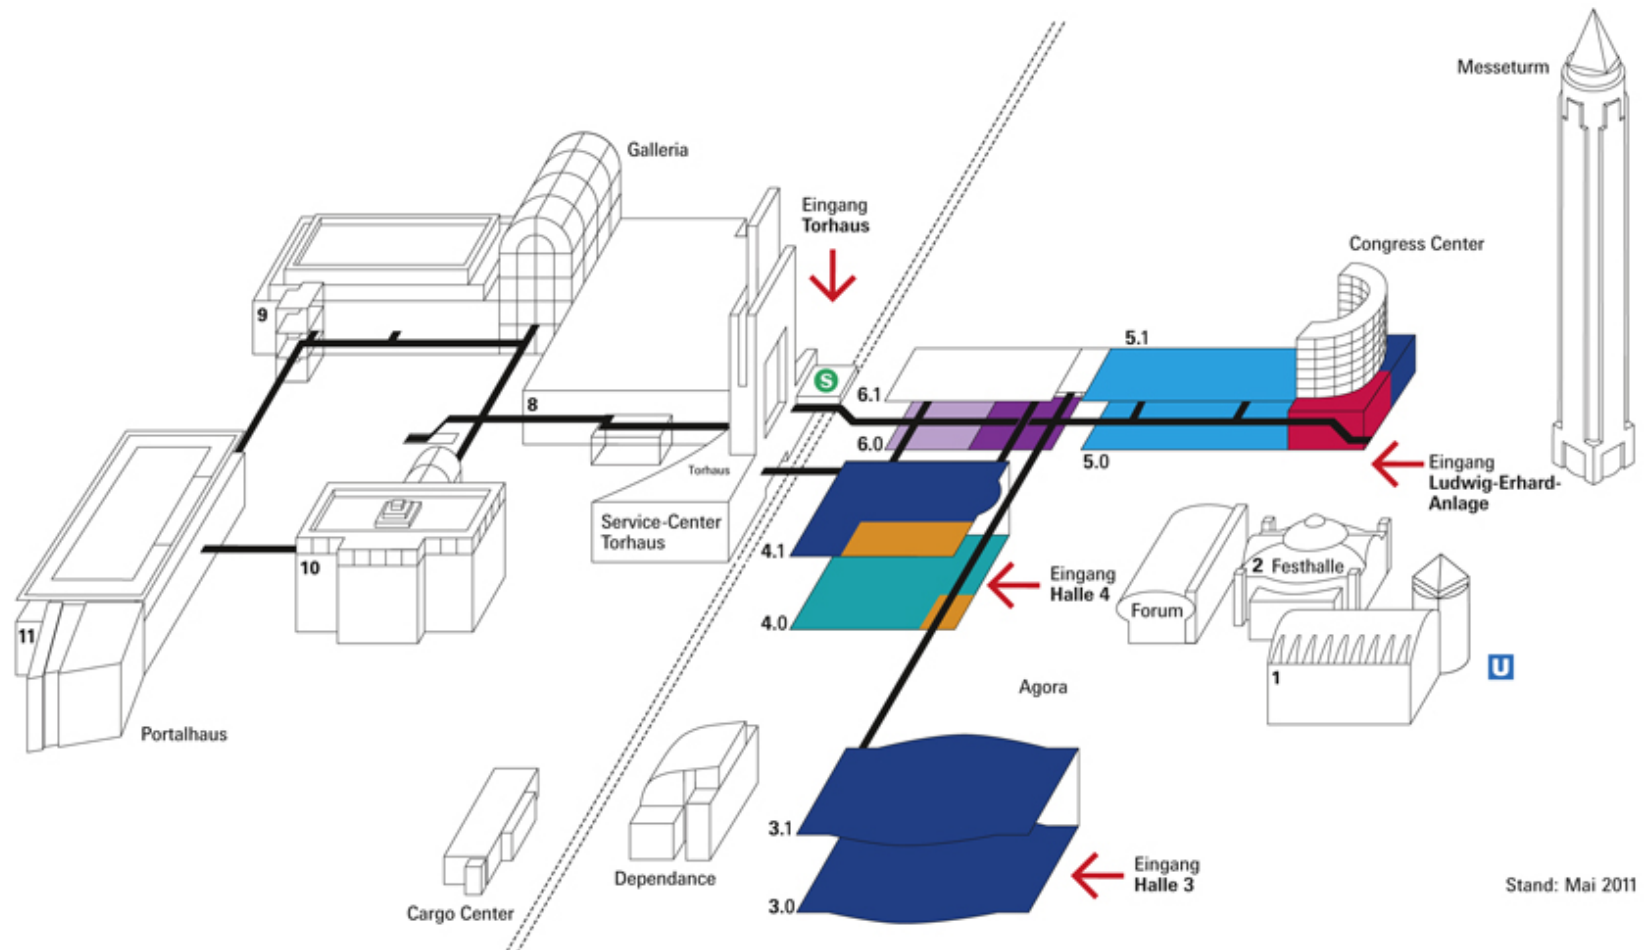 Messeturm
Galleria
Eingang
Torhaus
Congress Center
9
5.1
S
6.1
8
6.0
5.0
Eingang
Ludwig-Erhard-
Anlage
Torhaus
Service-Center
Torhaus
4.1
10
Eingang
Halle 4
2 Festhalle
Forum
4.0
11
U
1
Agora
Portalhaus
3.1
Eingang
Halle 3
Dependance
Stand: Mai 2011
3.0
Cargo Center